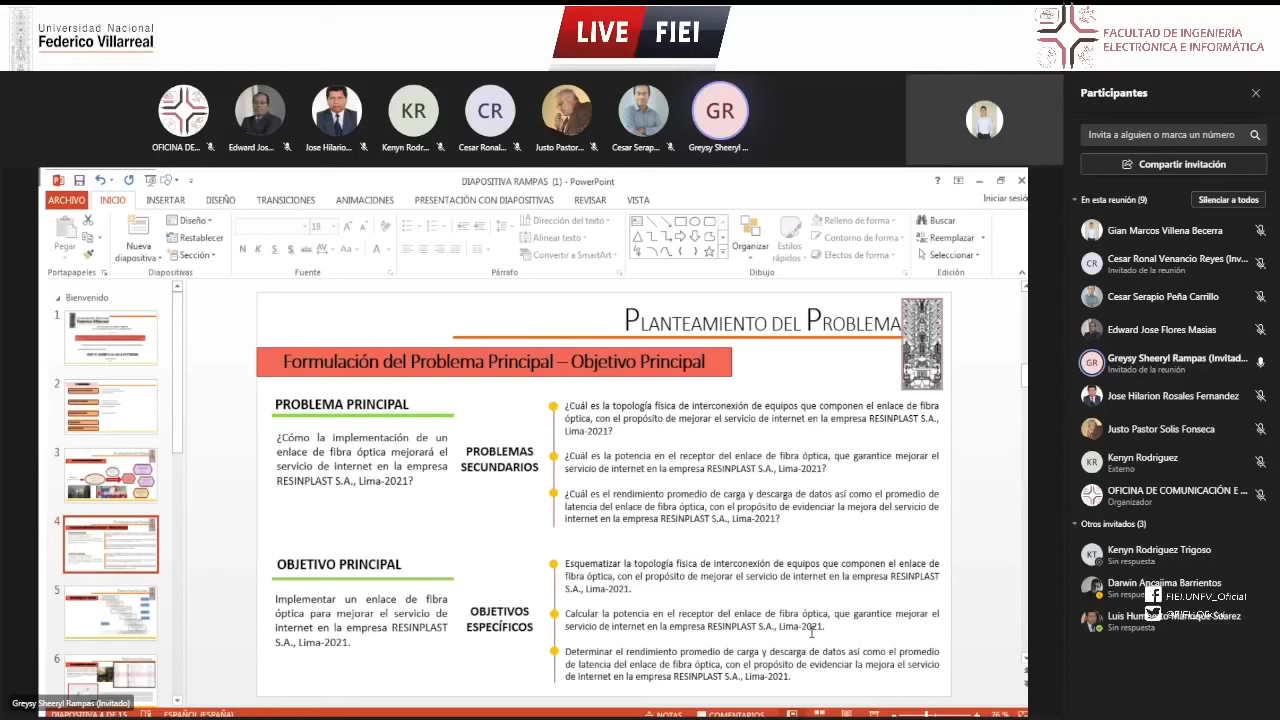 Universidad Nacional
Federico Villarreal
LIVE FIEI
FACULTAD DE INGENIERÍA
ELECTRÓNICA E INFORMÁTICA
KR
CR
GR
OFICINA DE...
Edward Jos...
Jose Hilario...
Kenyn Rodr...
Cesar Ronal...
Justo Pastor...
Cesar Serap...
Greysy Sheeryl ...
Participantes
Invita a alguien o marca un número
Compartir invitación
En esta reunión (9)
Silenciar a todos
Gian Marcos Villena Becerra
CR
Cesar Ronal Venancio Reyes (Inv...
Invitado de la reunión
Cesar Serapio Peña Carrillo
Edward Jose Flores Masias
GR
Greysy Sheeryl Rampas (Invitad...
Invitado de la reunión
Jose Hilarion Rosales Fernandez
Justo Pastor Solis Fonseca
KR
Kenyn Rodriguez
Externo
OFICINA DE COMUNICACIÓN E ...
Organizador
Otros invitados (3)
KT
Kenyn Rodriguez Trigoso
Sin respuesta
Darwin Ancajima Barrientos
Sin respuesta
FIEI.UNFV_Oficial
Sin respuesta
DIAPOSITIVA RAMPAS (1) - PowerPoint
Iniciar sesió
ARCHIVO
INICIO
INSERTAR
DISEÑO
TRANSICIONES
ANIMACIONES
PRESENTACIÓN CON DIAPOSITIVAS
REVISAR
VISTA
Pegar
Nueva
diapositiva
Diseño
Restablecer
Sección
18
N K S S abc AV Aa A
Dirección del texto
Alinear texto
Convertir a SmartArt
Organizar
Estilos
rápidos
Relleno de forma
Contorno de forma
Efectos de forma
Buscar
Reemplazar
Seleccionar
Portapapeles
Diapositivas
Fuente
Párrafo
Dibujo
Edición
Bienvenido
1
2
3
4
5
6
PLANTEAMIENTO DEL PROBLEMA
Formulación del Problema Principal – Objetivo Principal
PROBLEMA PRINCIPAL
¿Cómo la implementación de un
enlace de fibra óptica mejorará el
servicio de internet en la empresa
RESINPLAST S.A., Lima-2021?
PROBLEMAS
SECUNDARIOS
¿Cuál es la topología física de interconexión de equipos que componen el enlace de fibra
óptica, con el propósito de mejorar el servicio de internet en la empresa RESINPLAST S.A.,
Lima-2021?
¿Cuál es la potencia en el receptor del enlace de fibra óptica, que garantice mejorar el
servicio de internet en la empresa RESINPLAST S.A., Lima-2021?
¿Cuál es el rendimiento promedio de carga y descarga de datos así como el promedio de
latencia del enlace de fibra óptica, con el propósito de evidenciar la mejora del servicio de
internet en la empresa RESINPLAST S.A., Lima-2021?
OBJETIVO PRINCIPAL
Implementar un enlace de fibra
óptica para mejorar el servicio de
internet en la empresa RESINPLAST
S.A., Lima-2021.
OBJETIVOS
ESPECÍFICOS
Esquematizar la topología física de interconexión de equipos que componen el enlace de
fibra óptica, con el propósito de mejorar el servicio de internet en la empresa RESINPLAST
S.A., Lima-2021.
Calcular la potencia en el receptor del enlace de fibra óptica, que garantice mejorar el
servicio de internet en la empresa RESINPLAST S.A., Lima-2021.
Determinar el rendimiento promedio de carga y descarga de datos así como el promedio
de latencia del enlace de fibra óptica, con el propósito de evidenciar la mejora el servicio
de internet en la empresa RESINPLAST S.A., Lima-2021.
Greysy Sheeryl Rampas (Invitado)
DIAPOSITIVA 4 DE 15
ESPAÑOL (ESPAÑA)
NOTAS
COMENTARIOS
76 %